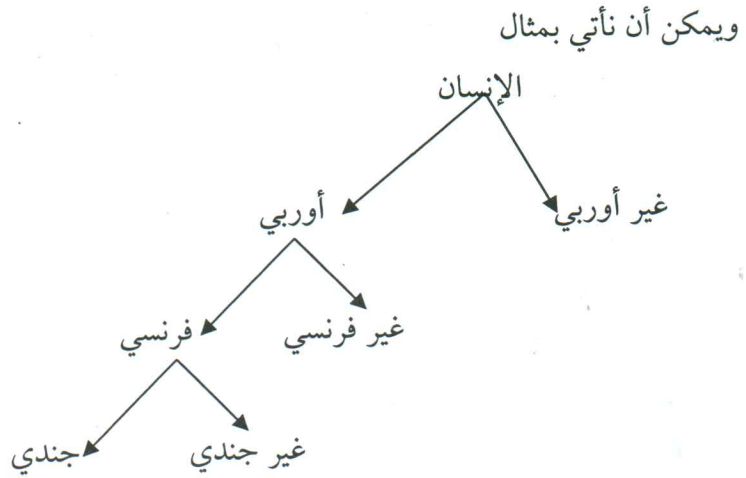 ويمكن أن نأتي بمثال
الإنسان
غير أوربي
أوربي
غير فرنسي
فرنسي
غير جندي
جندي